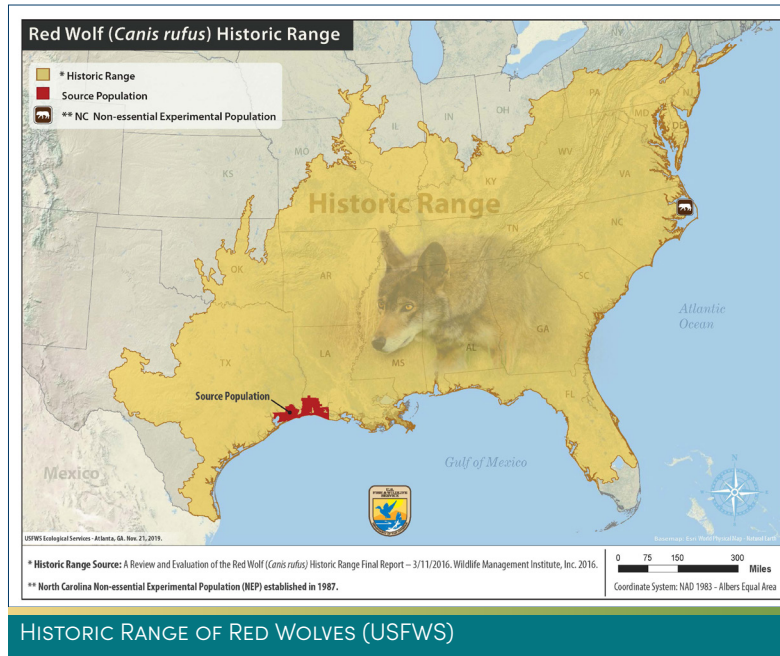 Red Wolf (Canis rufus) Historic Range
* Historic Range
Source Population
** NC Non-essential Experimental Population
NY
PA
NJ
MD
DE
OH
IN
IL
WV
VA
MO
KS
KY
Historic Range
TN
NC
OK
AR
SC
Atlantic
Ocean
GA
AL
MS
LA
TX
Source Population
FL
Gulf of Mexico
Mexico
N
U.S.
FISH & WILDLIFE
SERVICE
USFWS Ecological Services - Atlanta, GA. Nov. 21, 2019.
* Historic Range Source: A Review and Evaluation of the Red Wolf (Canis rufus) Historic Range Final Report – 3/11/2016. Wildlife Management Institute, Inc. 2016.
** North Carolina Non-essential Experimental Population (NEP) established in 1987.
0 75 150 300
Miles
Coordinate System: NAD 1983 - Albers Equal Area
HISTORIC RANGE OF RED WOLVES (USFWS)